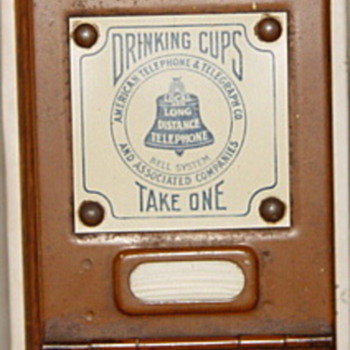 DRINKING CUPS
AMERICAN TELEPHONE & TELEGRAPH CO
LONG
DISTANCE
TELEPHONE
BELL SYSTEM
AND ASSOCIATED COMPANIES
TAKE ONE